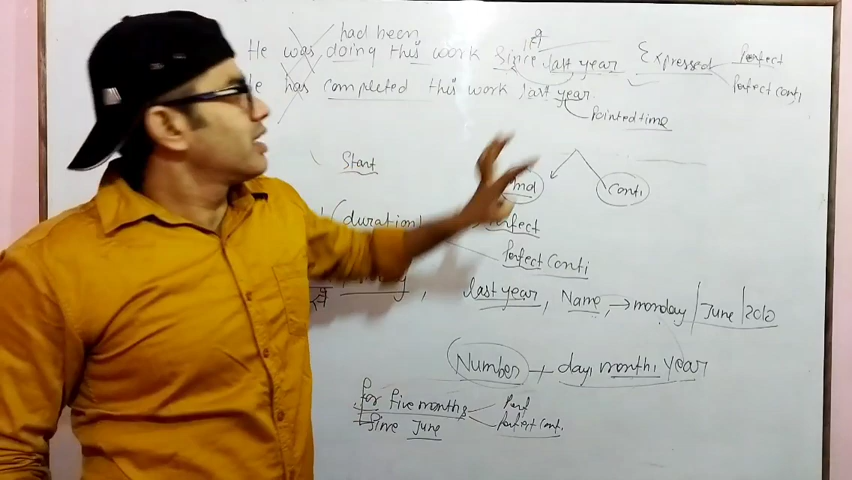 had been
He was doing this work since last year Expressed Perfect
Perfect conti
He has completed this work last year.
Pointed time
Start
End Conti
(duration) Perfect
Perfect Conti
, last year, Name, → monday | June | 2010
Number + day, month, year
for five months Perf
Sine June Perfect cont.